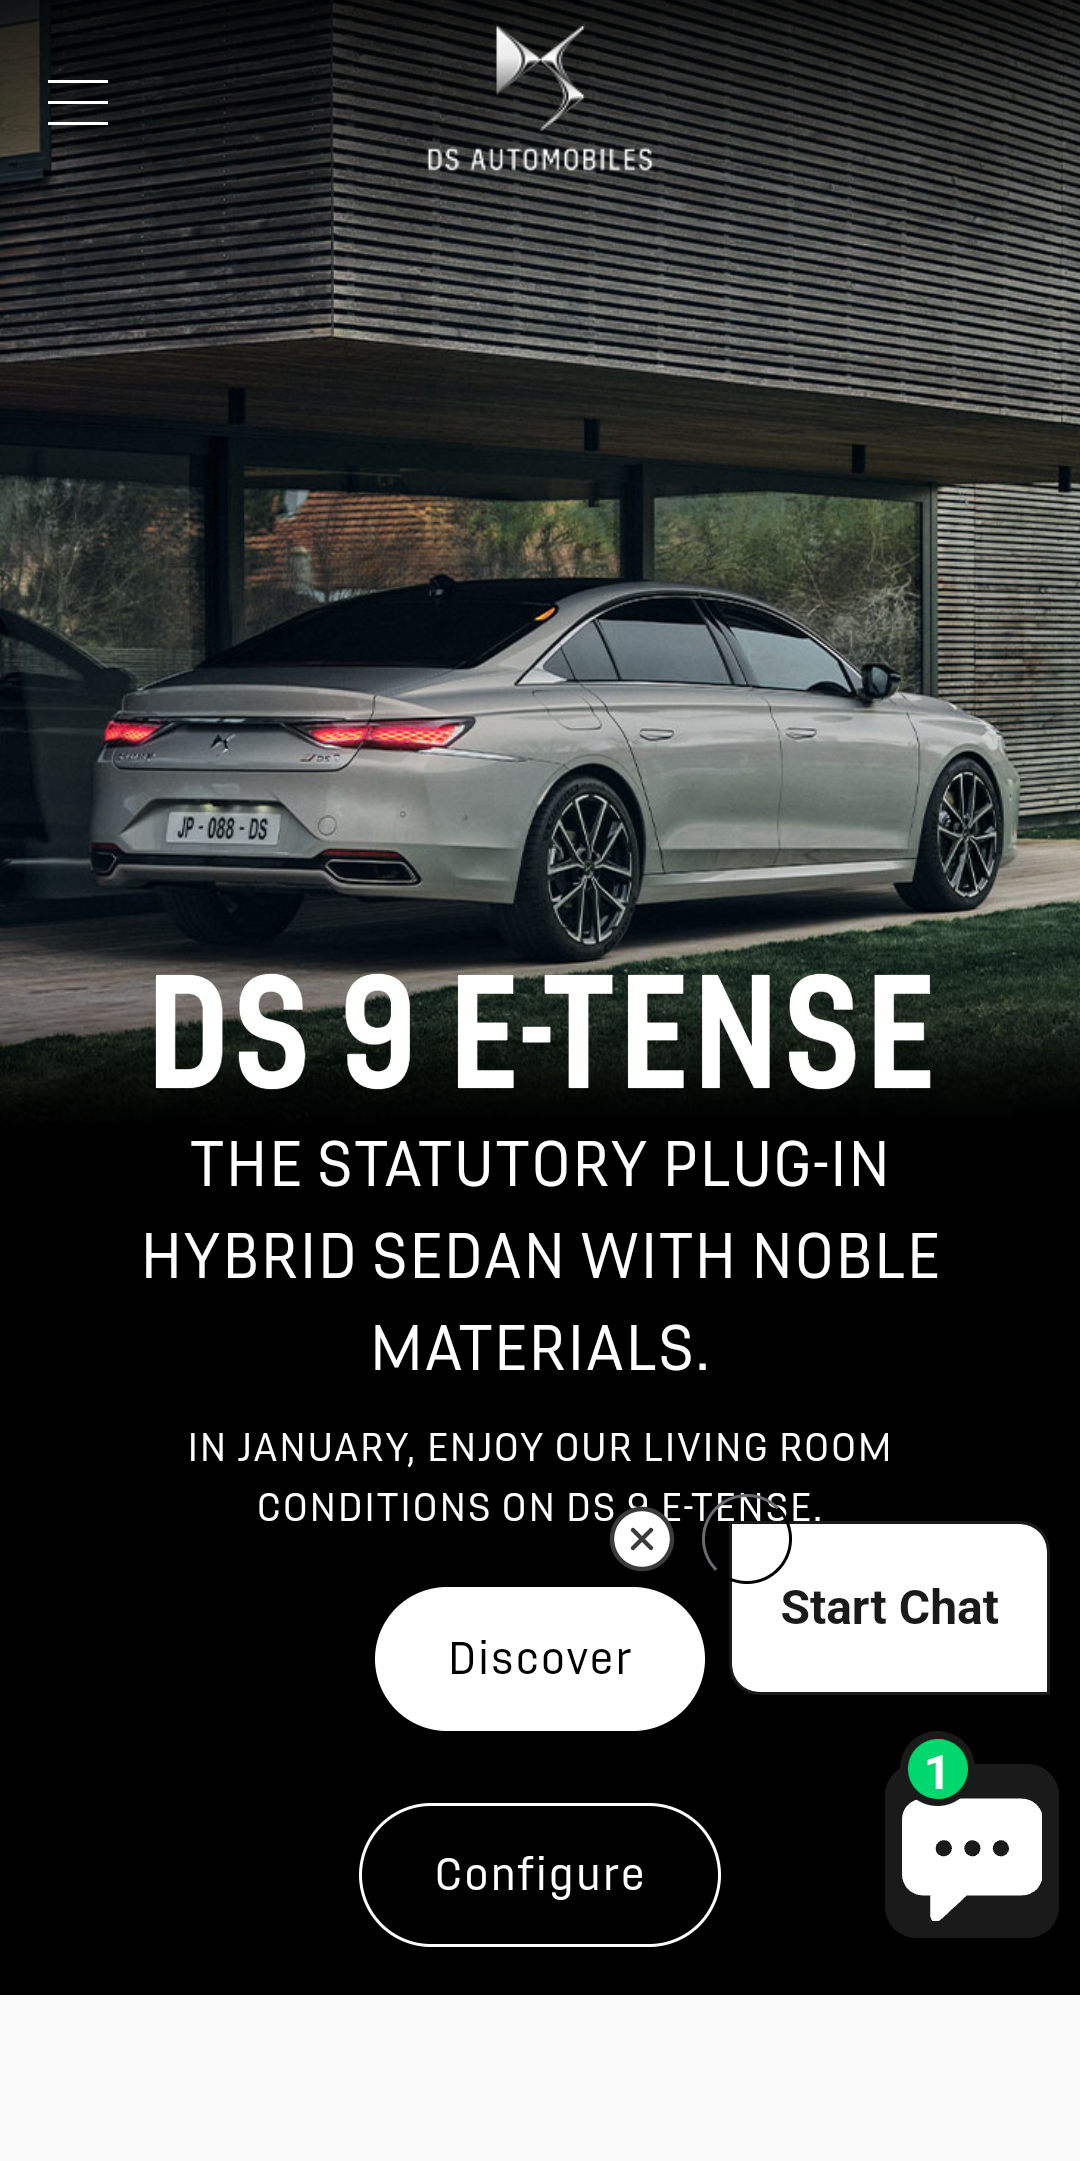 DS AUTOMOBILES
JP - 088 - DS
DS 9 E-TENSE
THE STATUTORY PLUG-IN
HYBRID SEDAN WITH NOBLE
MATERIALS.
IN JANUARY, ENJOY OUR LIVING ROOM
CONDITIONS ON DS 9 E-TENSE.
Start Chat
Discover
1
Configure